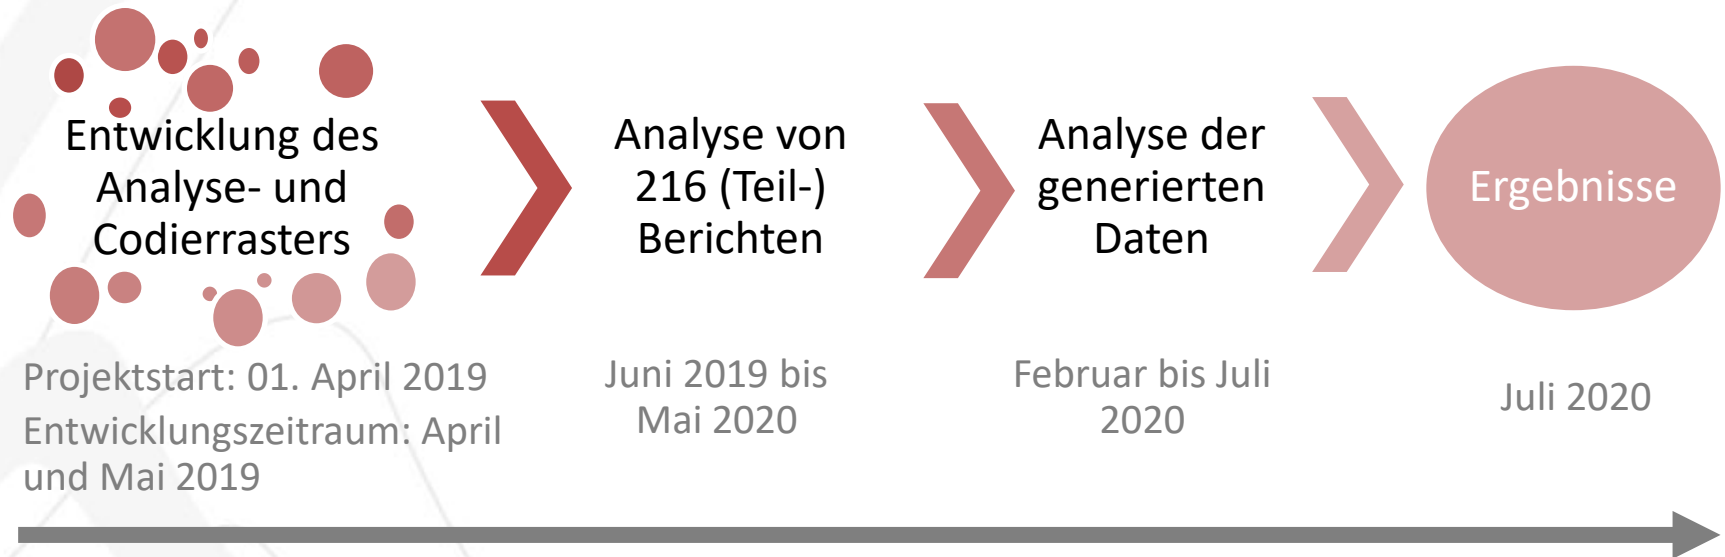 Entwicklung des
Analyse- und
Codierrasters
Analyse von
216 (Teil-)
Berichten
Analyse der
generierten
Daten
Ergebnisse
Projektstart: 01. April 2019
Entwicklungszeitraum: April
und Mai 2019
Juni 2019 bis
Mai 2020
Februar bis Juli
2020
Juli 2020